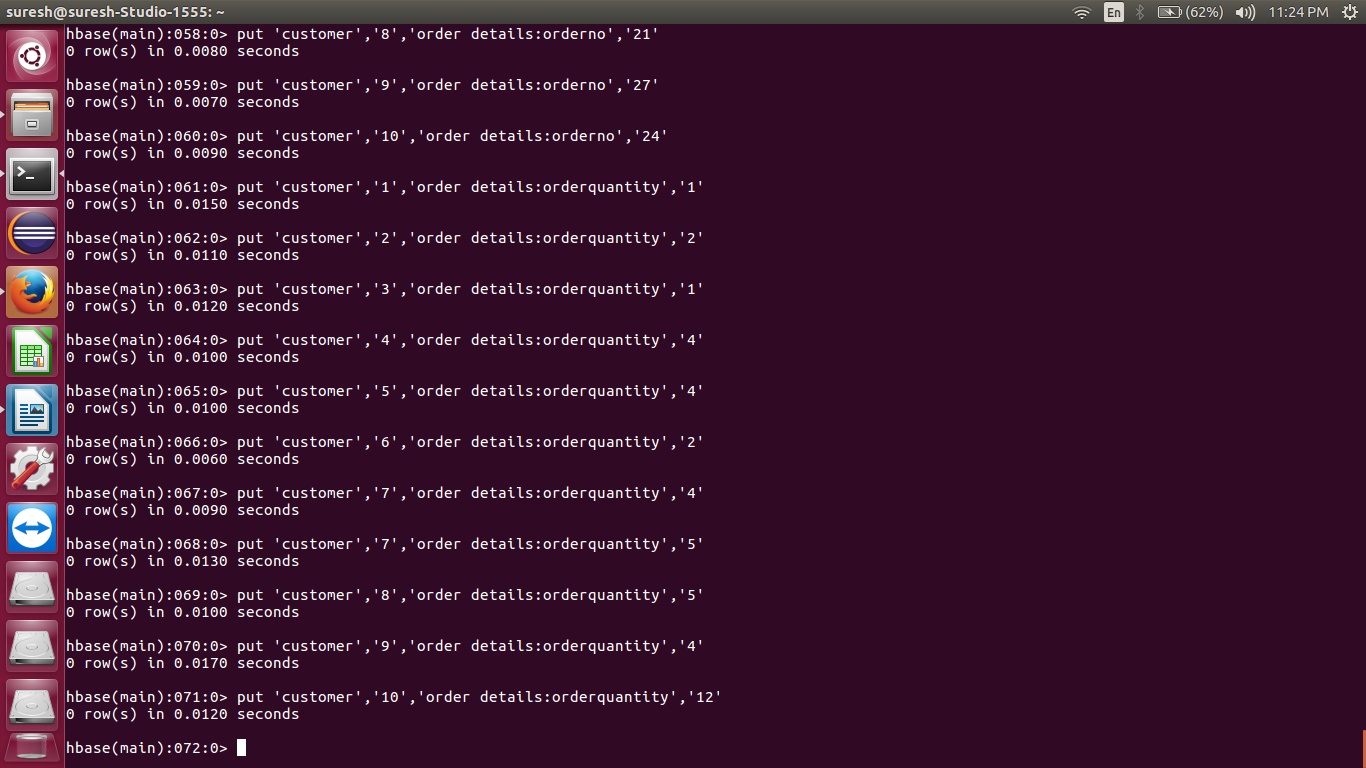 suresh@suresh-Studio-1555: ~
En (62%) 11:24 PM
hbase(main):058:0> put 'customer','8','order details:orderno','21'
0 row(s) in 0.0080 seconds
hbase(main):059:0> put 'customer','9','order details:orderno','27'
0 row(s) in 0.0070 seconds
hbase(main):060:0> put 'customer','10','order details:orderno','24'
0 row(s) in 0.0090 seconds
hbase(main):061:0> put 'customer','1','order details:orderquantity','1'
0 row(s) in 0.0150 seconds
hbase(main):062:0> put 'customer','2','order details:orderquantity','2'
0 row(s) in 0.0110 seconds
hbase(main):063:0> put 'customer','3','order details:orderquantity','1'
0 row(s) in 0.0120 seconds
hbase(main):064:0> put 'customer','4','order details:orderquantity','4'
0 row(s) in 0.0100 seconds
hbase(main):065:0> put 'customer','5','order details:orderquantity','4'
0 row(s) in 0.0100 seconds
hbase(main):066:0> put 'customer','6','order details:orderquantity','2'
0 row(s) in 0.0060 seconds
hbase(main):067:0> put 'customer','7','order details:orderquantity','4'
0 row(s) in 0.0090 seconds
hbase(main):068:0> put 'customer','7','order details:orderquantity','5'
0 row(s) in 0.0130 seconds
hbase(main):069:0> put 'customer','8','order details:orderquantity','5'
0 row(s) in 0.0100 seconds
hbase(main):070:0> put 'customer','9','order details:orderquantity','4'
0 row(s) in 0.0170 seconds
hbase(main):071:0> put 'customer','10','order details:orderquantity','12'
0 row(s) in 0.0120 seconds
hbase(main):072:0>